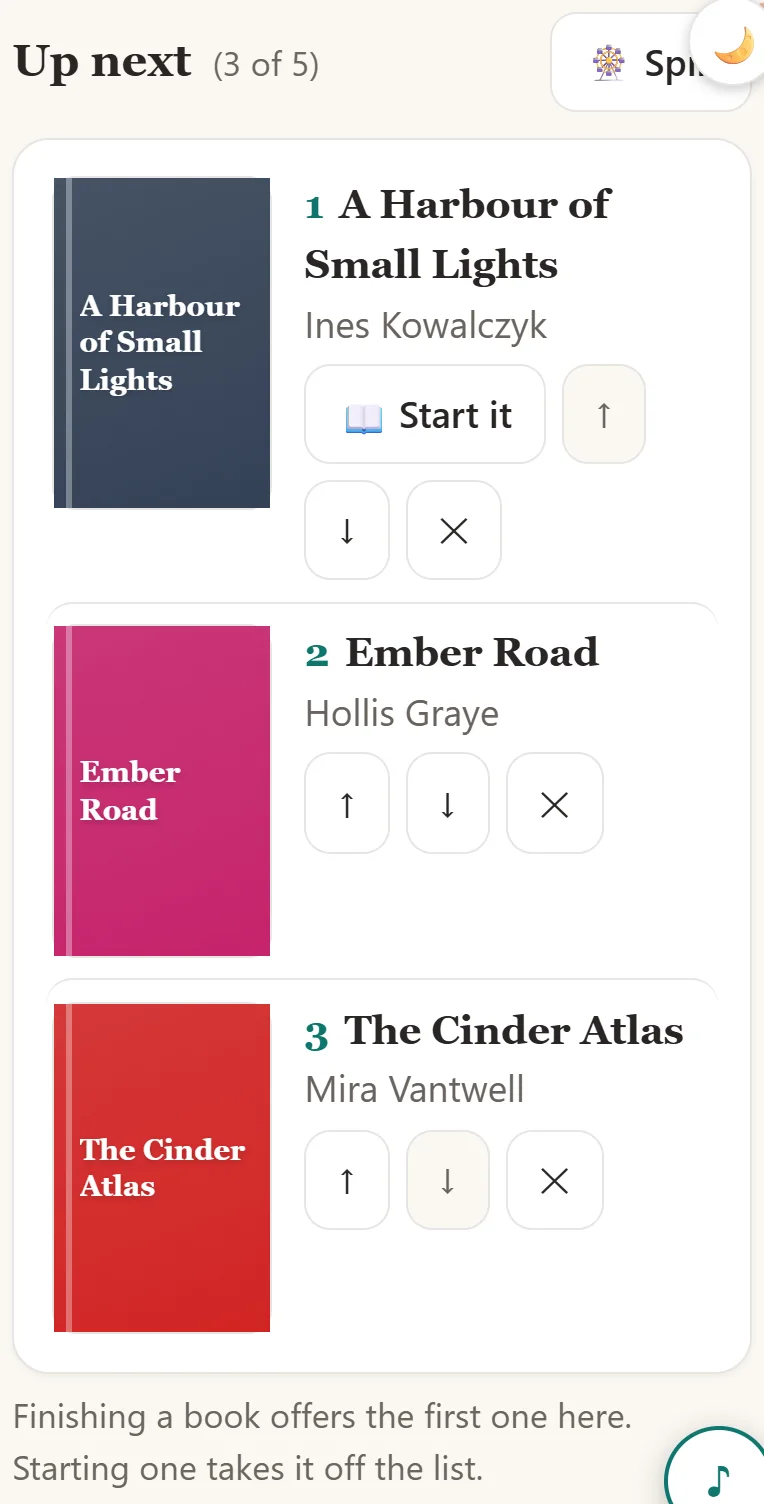 Up next (3 of 5)
A Harbour
of Small
Lights
1 A Harbour of
Small Lights
Ines Kowalczyk
📖 Start it ↑
↓ ×
Ember
Road
2 Ember Road
Hollis Graye
↑ ↓ ×
The Cinder
Atlas
3 The Cinder Atlas
Mira Vantwell
↑ ↓ ×
Finishing a book offers the first one here.
Starting one takes it off the list.